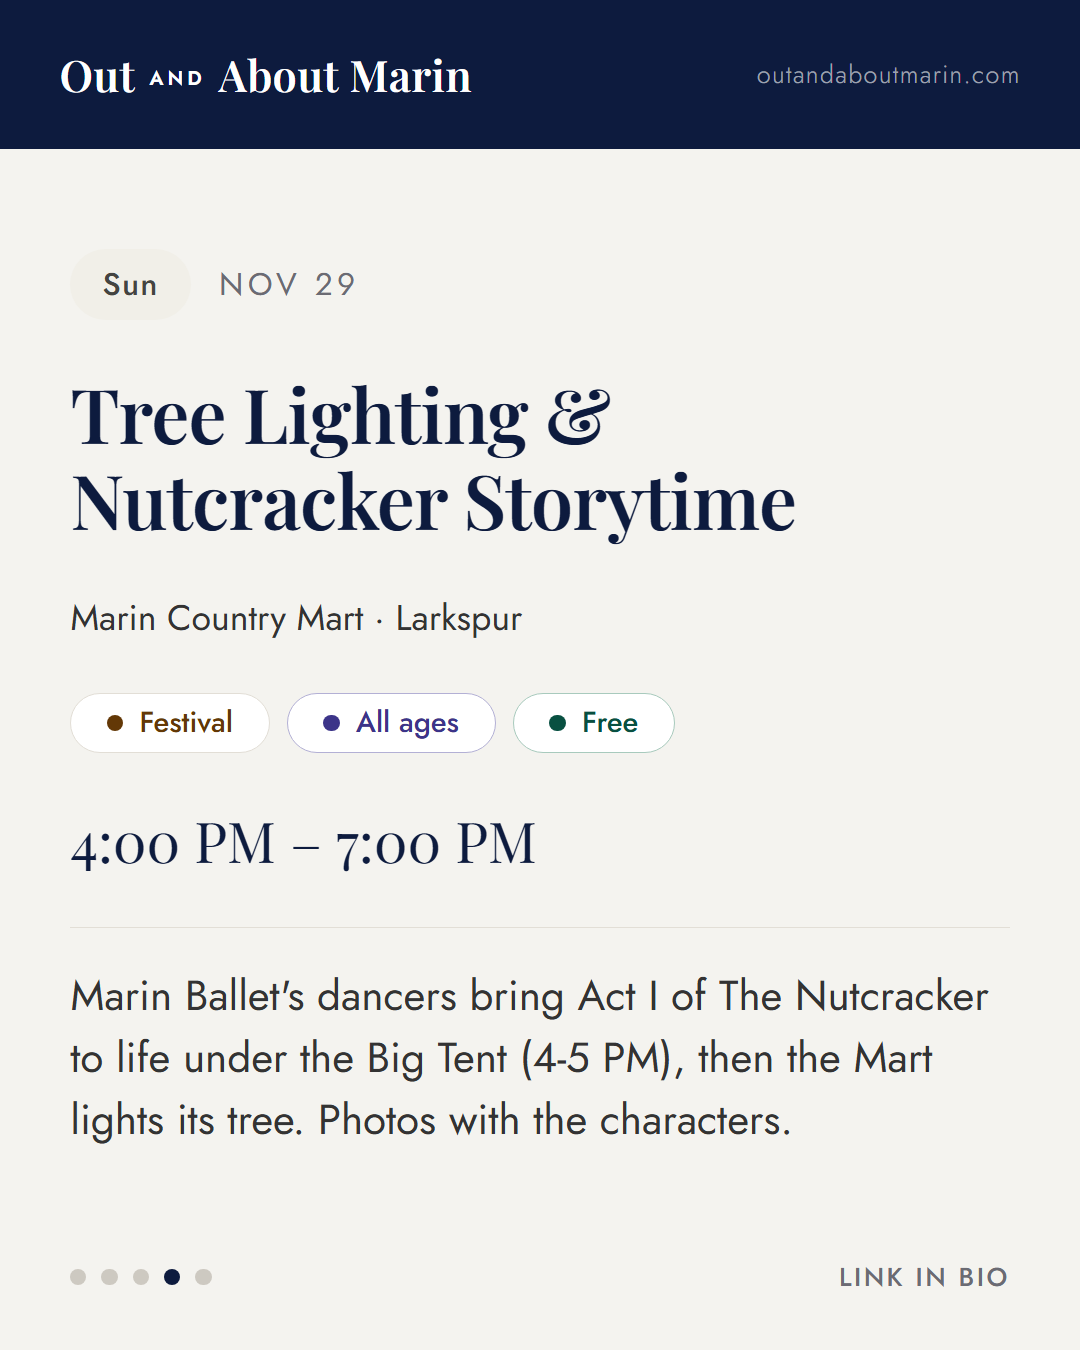 Out AND About Marin
outandaboutmarin.com
Sun
NOV 29
Tree Lighting &
Nutcracker Storytime
Marin Country Mart · Larkspur
Festival
All ages
Free
4:00 PM – 7:00 PM
Marin Ballet's dancers bring Act I of The Nutcracker
to life under the Big Tent (4-5 PM), then the Mart
lights its tree. Photos with the characters.
LINK IN BIO